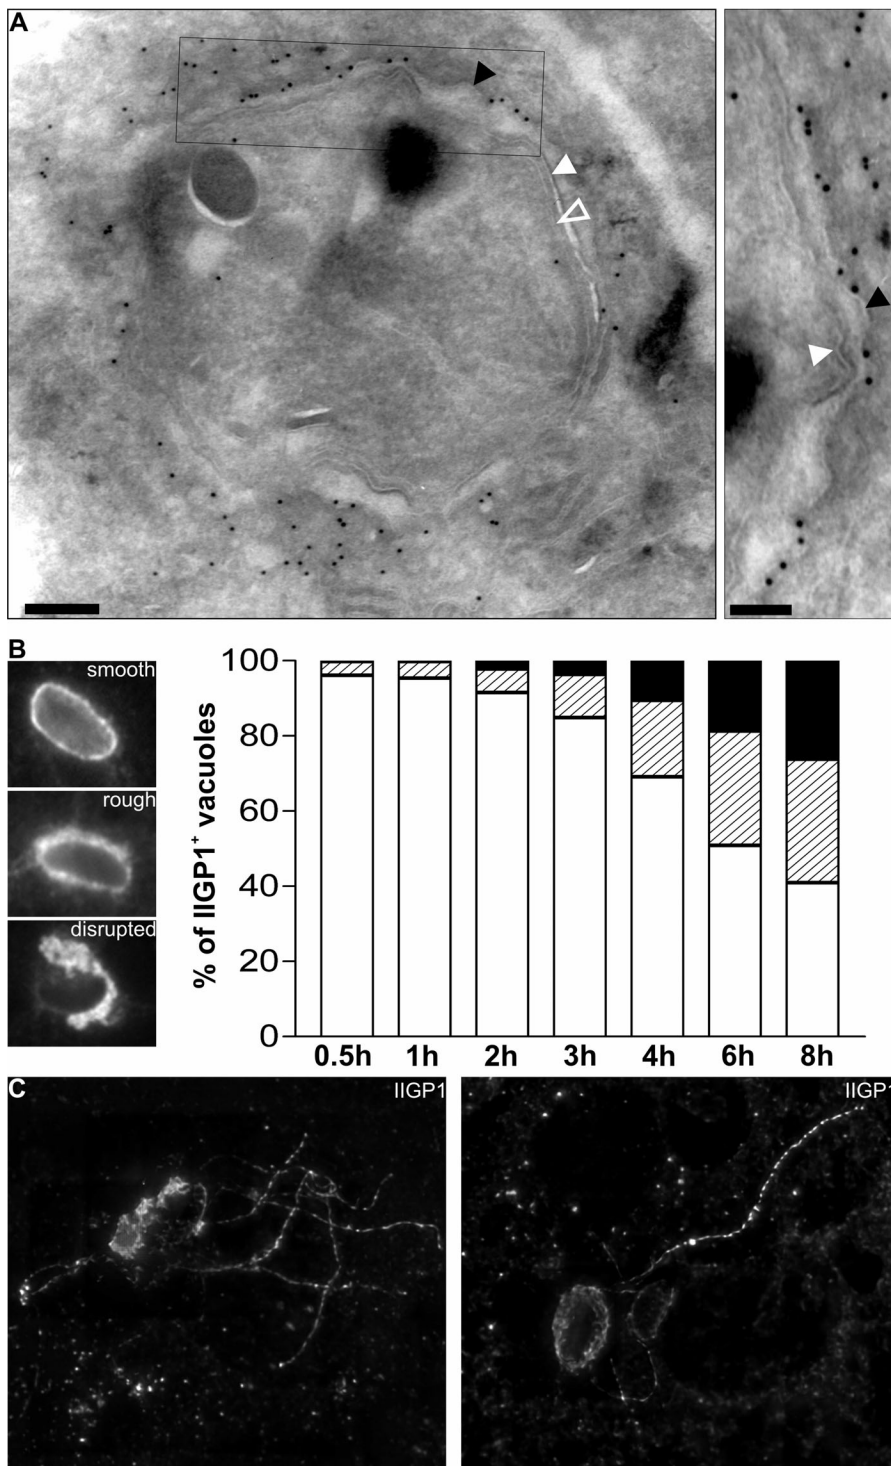 A
B
smooth
rough
disrupted
% of IIGP1+ vacuoles
100
80
60
40
20
0
0.5h 1h 2h 3h 4h 6h 8h
C
IIGP1
IIGP1